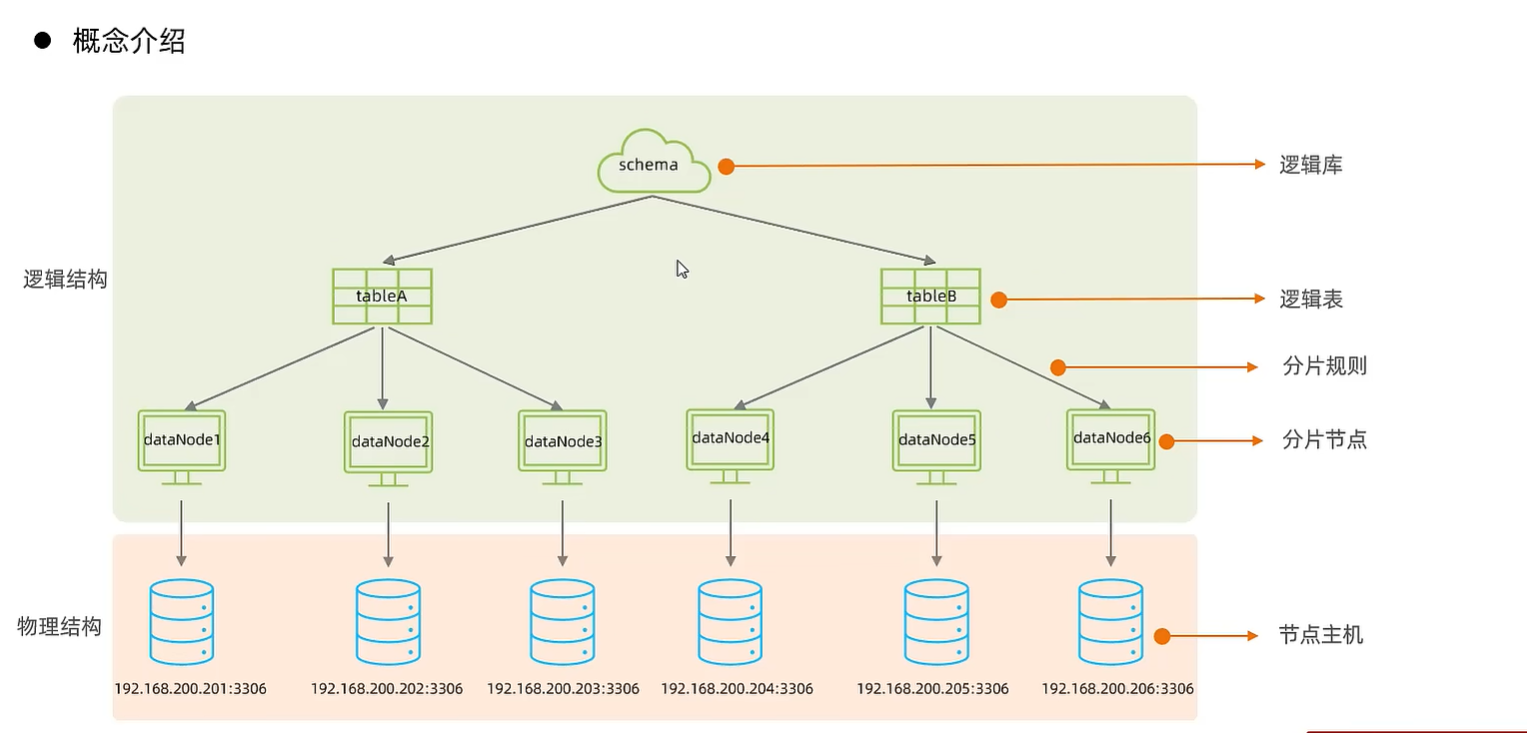 概念介绍
schema
逻辑库
逻辑结构
tableA
tableB
逻辑表
分片规则
dataNode1
dataNode2
dataNode3
dataNode4
dataNode5
dataNode6
分片节点
物理结构
节点主机
192.168.200.201:3306
192.168.200.202:3306
192.168.200.203:3306
192.168.200.204:3306
192.168.200.205:3306
192.168.200.206:3306